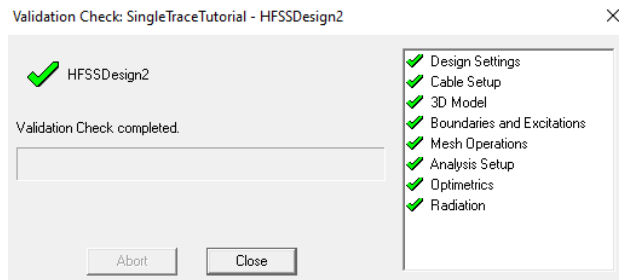 Validation Check: SingleTraceTutorial - HFSSDesign2
HFSSDesign2
Validation Check completed.
Abort
Close
Design Settings
Cable Setup
3D Model
Boundaries and Excitations
Mesh Operations
Analysis Setup
Optimetrics
Radiation